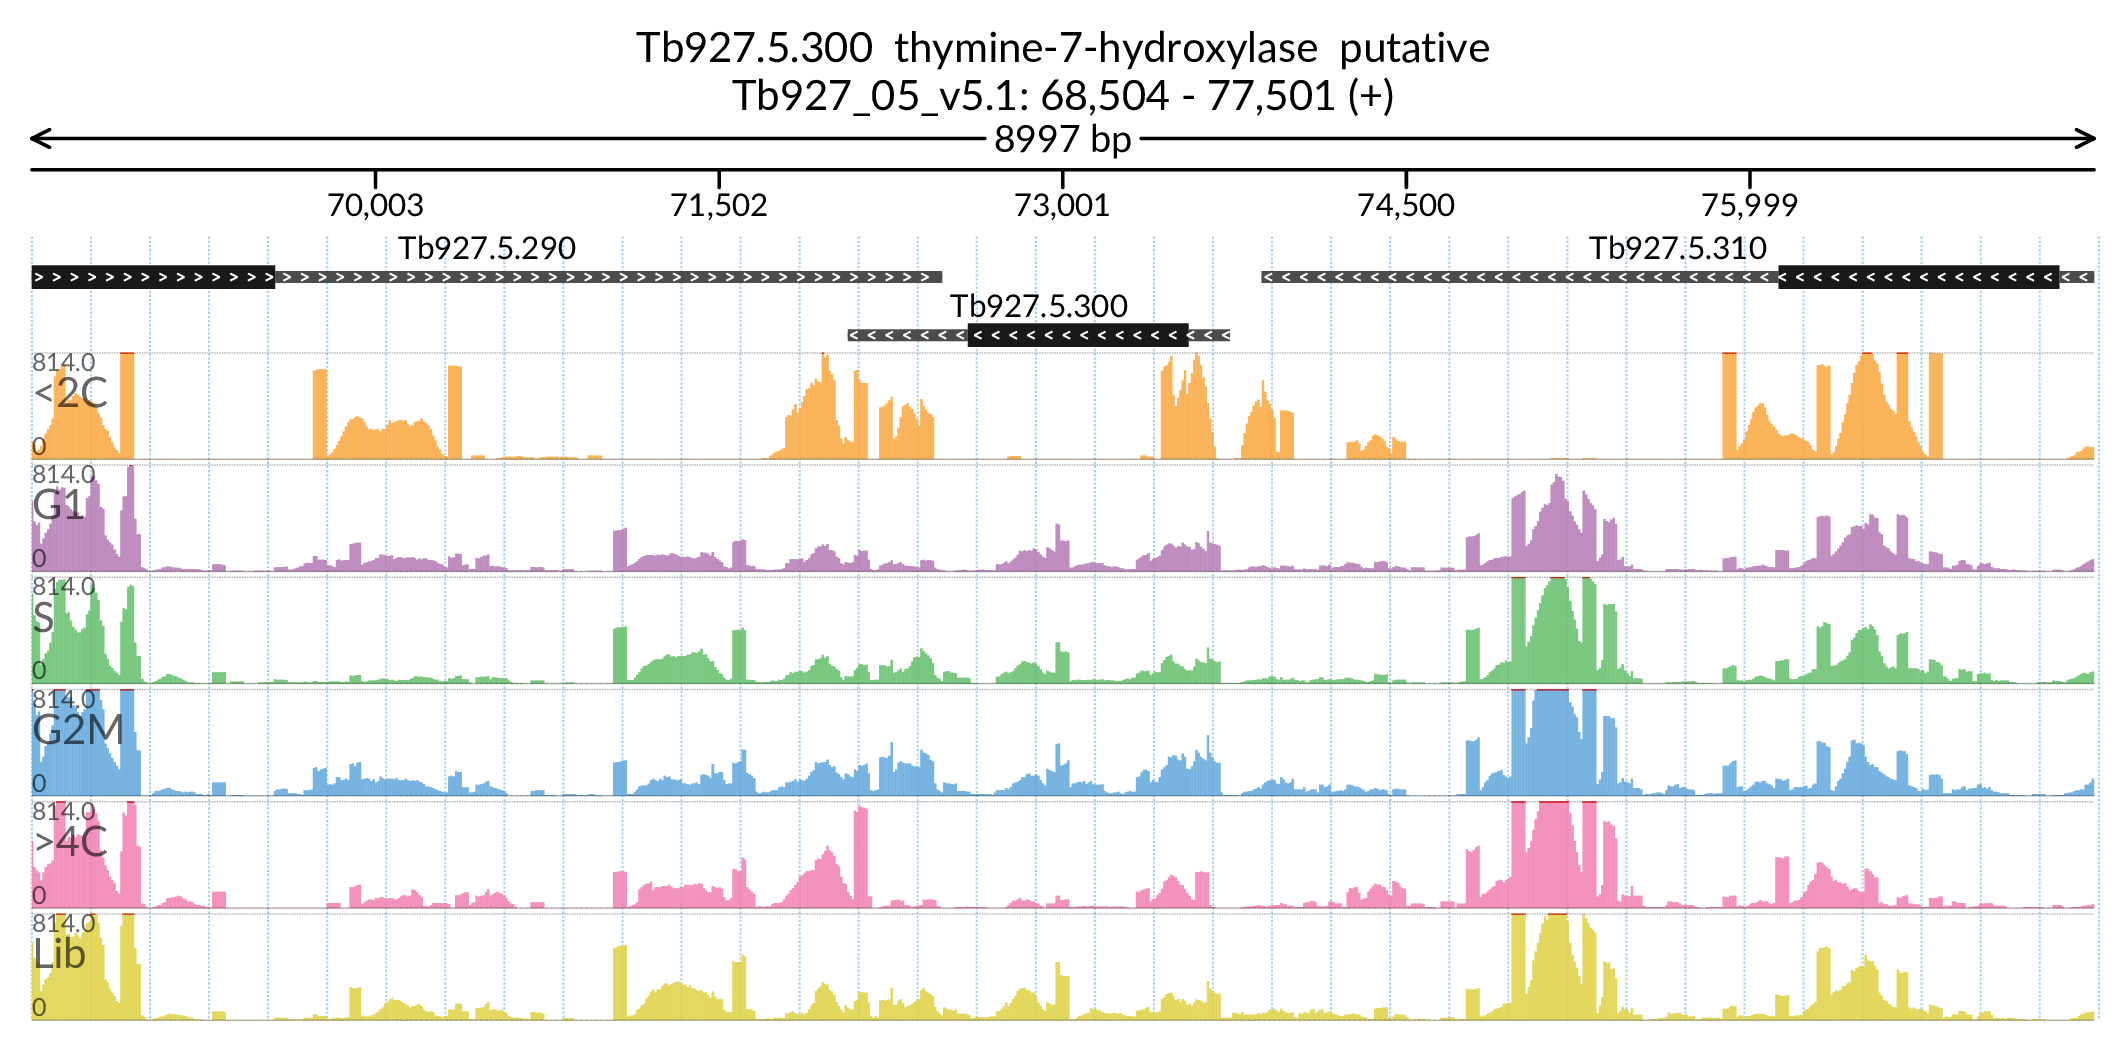 Tb927.5.300 thymine-7-hydroxylase putative
Tb927_05_v5.1: 68,504 - 77,501 (+)
8997 bp
70,003 71,502 73,001 74,500 75,999
Tb927.5.290 Tb927.5.310
Tb927.5.300
814.0
<2C
0
814.0
G1
0
814.0
S
0
814.0
G2M
0
814.0
>4C
0
814.0
Lib
0